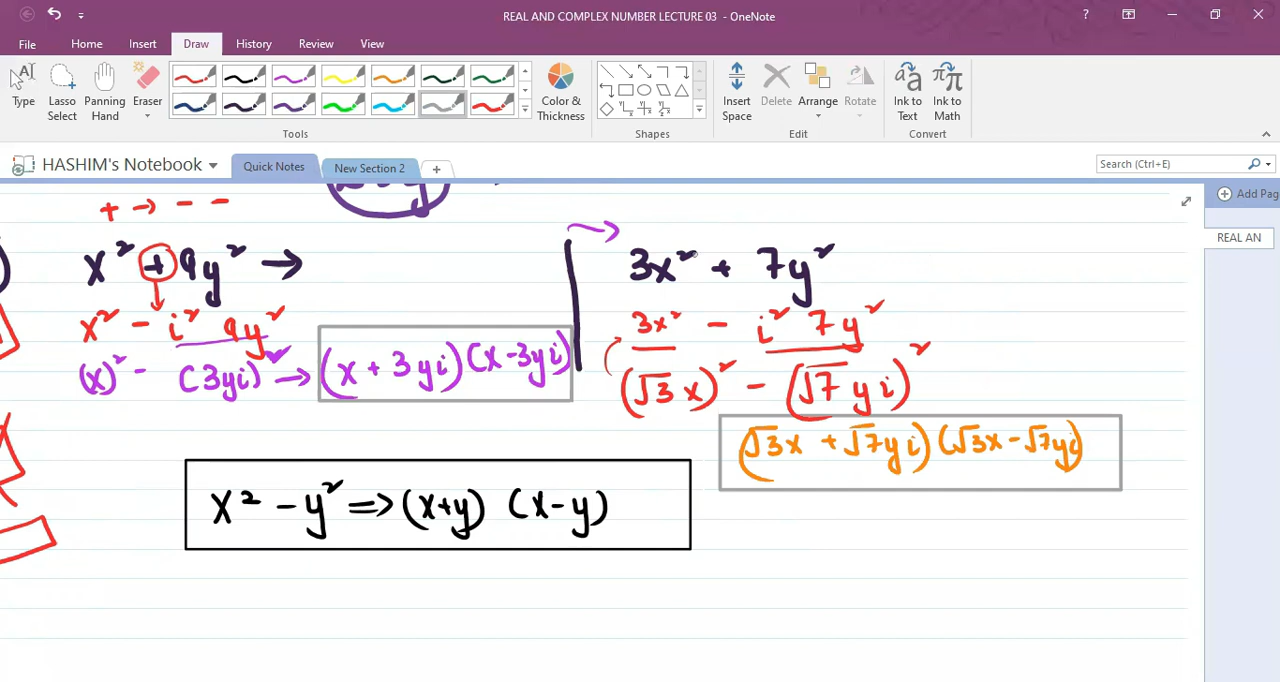 REAL AND COMPLEX NUMBER LECTURE 03 - OneNote
File Home Insert Draw History Review View
Type Lasso Select Panning Hand Eraser Color & Thickness Insert Space Delete Arrange Rotate Ink to Text Ink to Math
Tools Shapes Edit Convert
HASHIM's Notebook Quick Notes New Section 2 Search (Ctrl+E)
Add Pag
REAL AN
+ → - -
x² + 9y² →
x² - i² 9y²
(x)² - (3yi)² → (x + 3yi)(x - 3yi)
→
3x² + 7y²
3x² - i² 7y²
(√3 x)² - (√7 y i)²
(√3x + √7yi)(√3x - √7yi)
x² - y² ⇒ (x+y) (x-y)